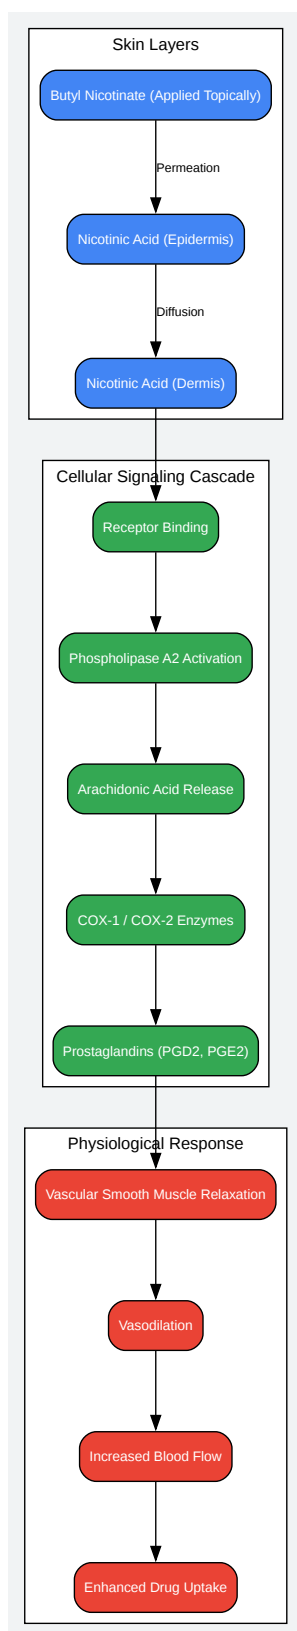 Skin Layers
Butyl Nicotinate (Applied Topically)
Permeation
Nicotinic Acid (Epidermis)
Diffusion
Nicotinic Acid (Dermis)
Cellular Signaling Cascade
Receptor Binding
Phospholipase A2 Activation
Arachidonic Acid Release
COX-1 / COX-2 Enzymes
Prostaglandins (PGD2, PGE2)
Physiological Response
Vascular Smooth Muscle Relaxation
Vasodilation
Increased Blood Flow
Enhanced Drug Uptake